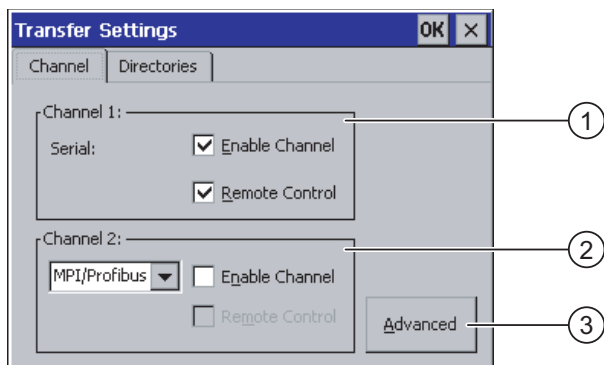 Transfer Settings OK ×
Channel Directories
Channel 1:
Serial: Enable Channel
Remote Control
1
Channel 2:
MPI/Profibus Enable Channel
Remote Control
2
Advanced
3